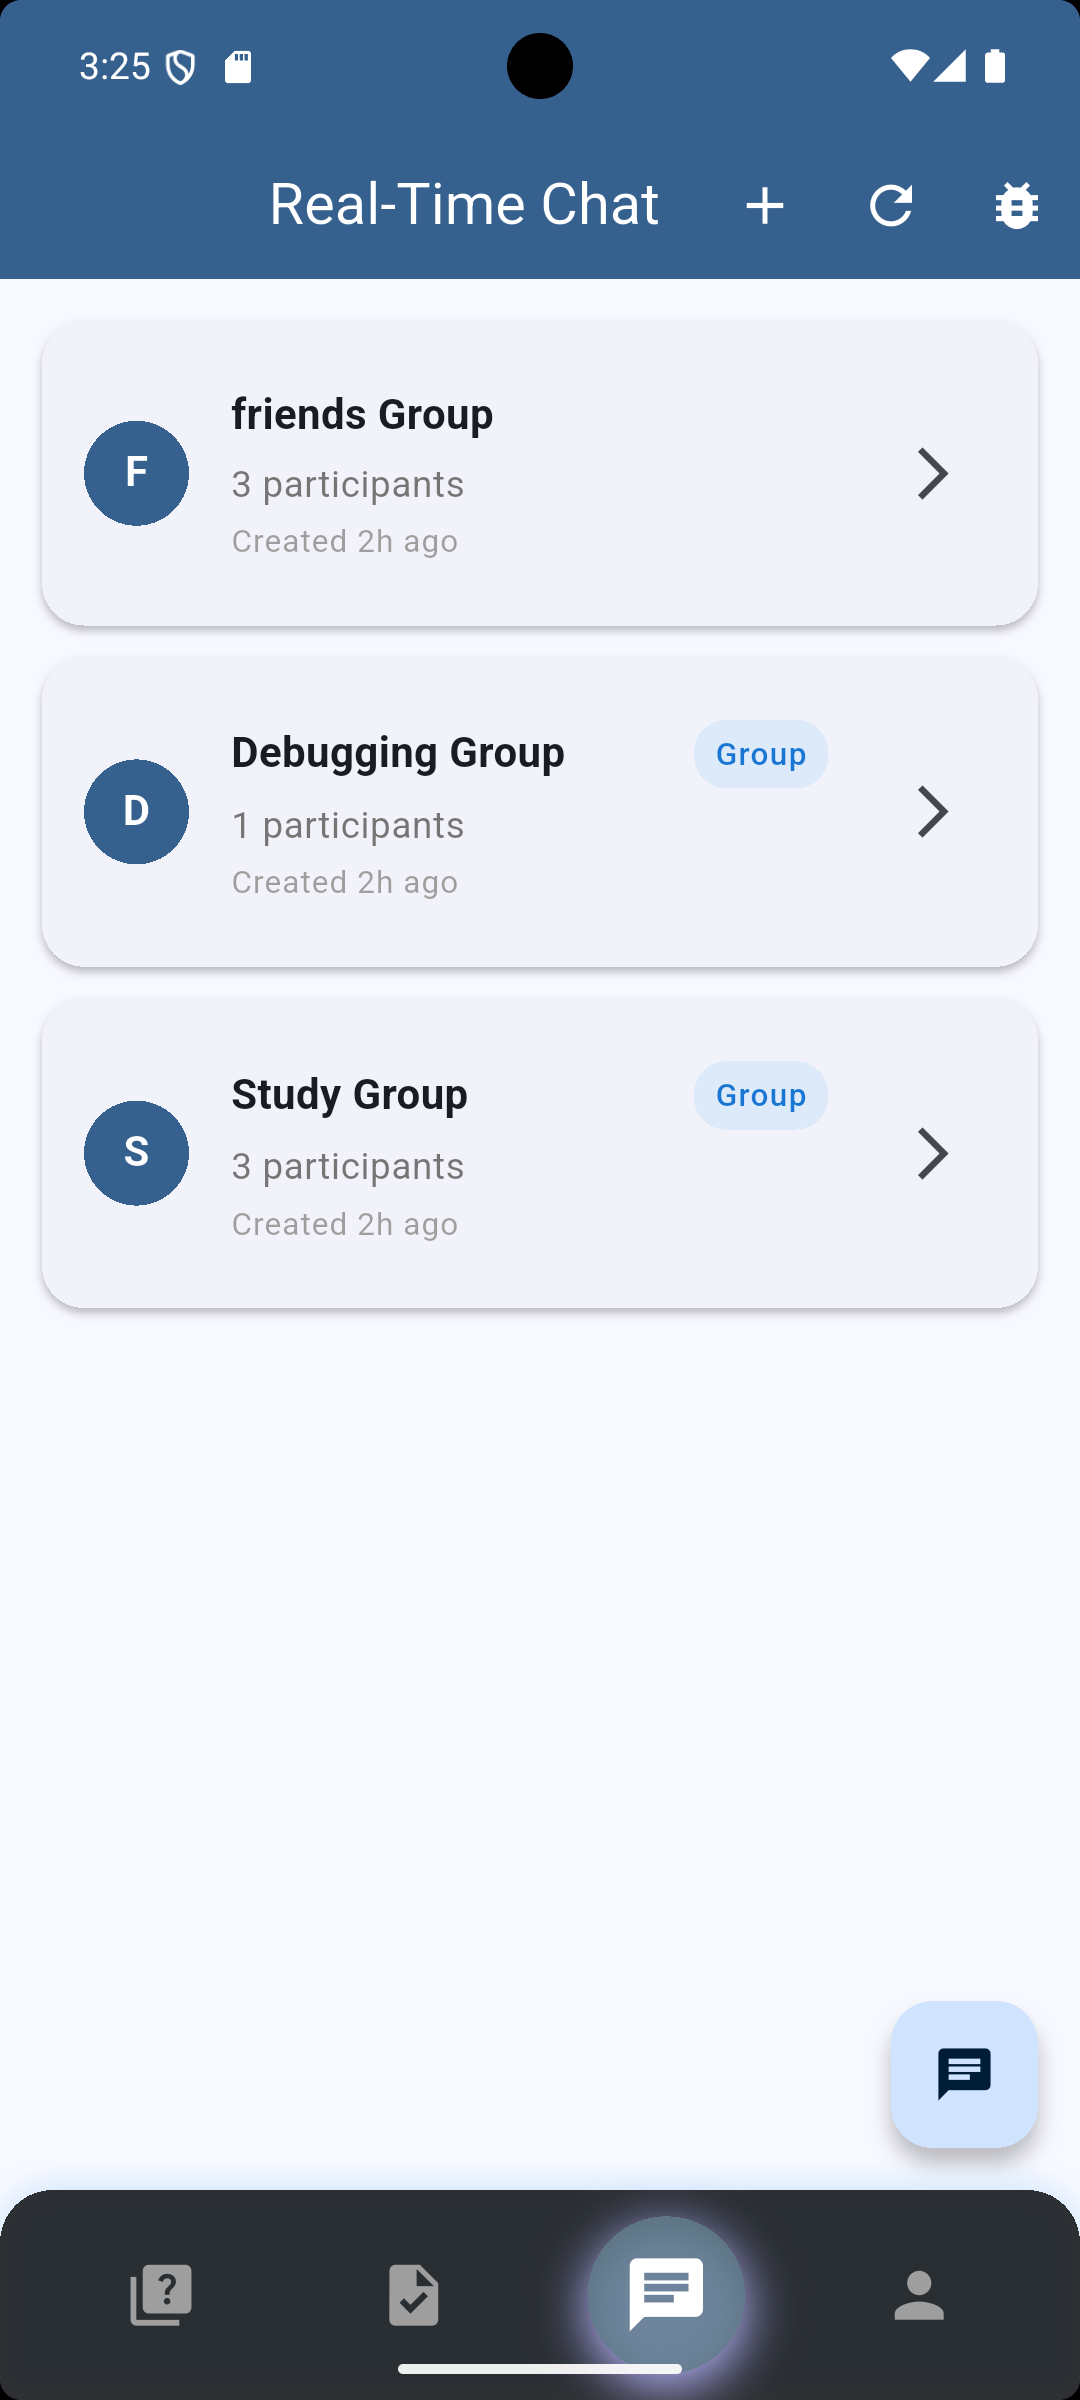 3:25
Real-Time Chat
F
friends Group
3 participants
Created 2h ago
D
Debugging Group
Group
1 participants
Created 2h ago
S
Study Group
Group
3 participants
Created 2h ago
?